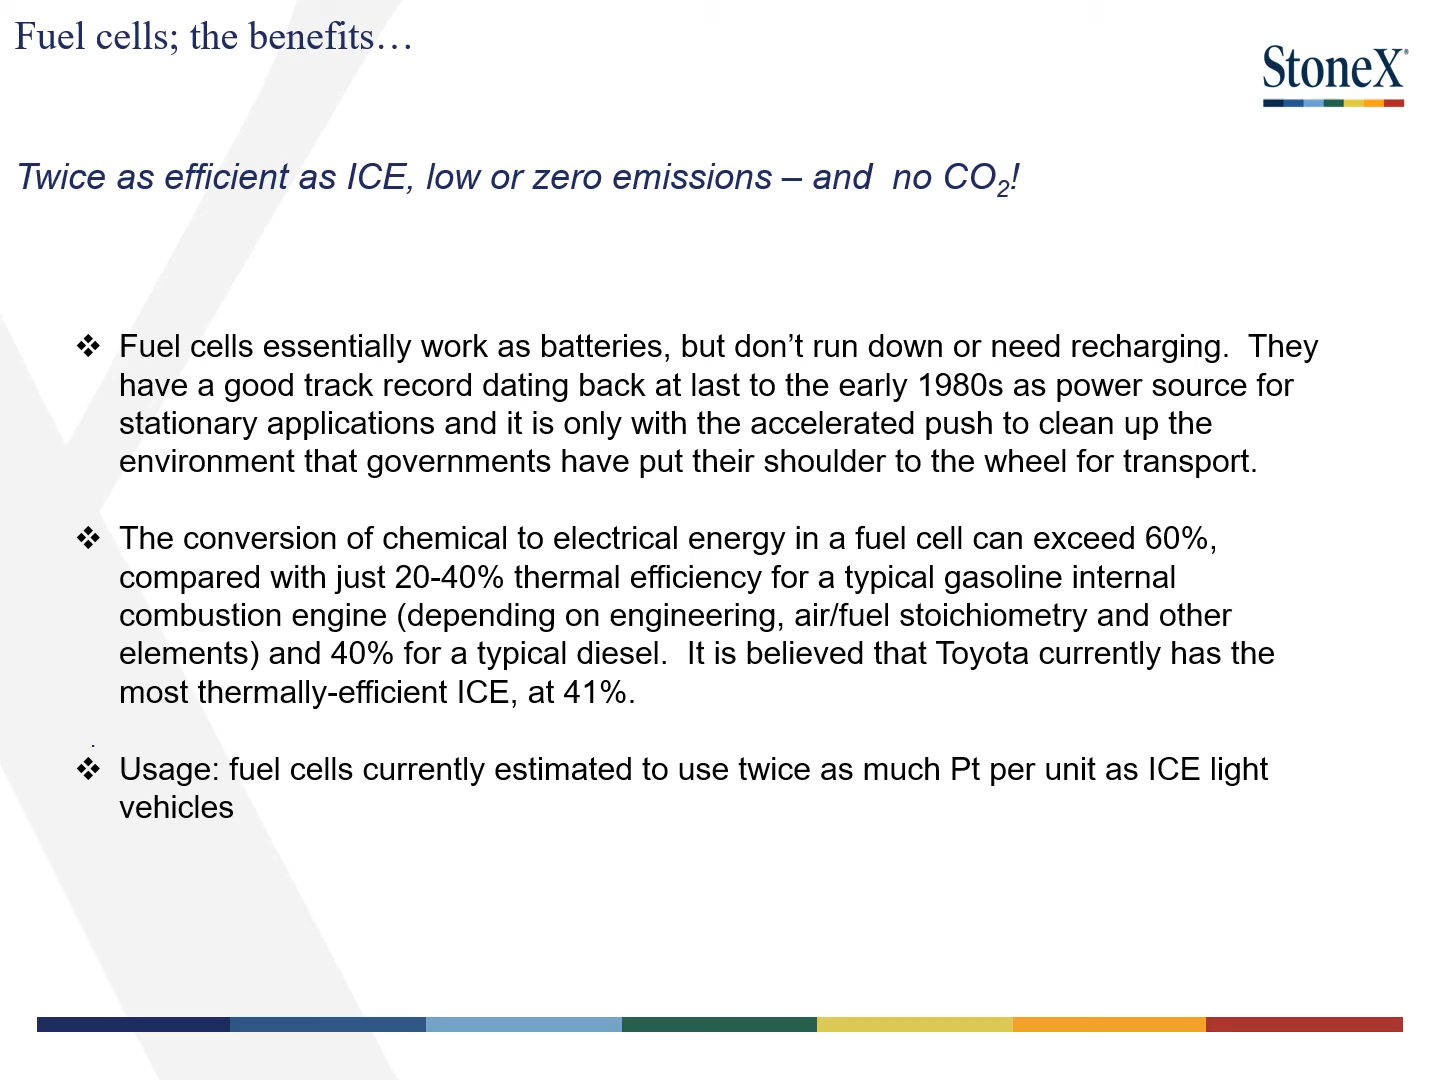 Fuel cells; the benefits…
StoneX®
Twice as efficient as ICE, low or zero emissions – and  no CO₂!
❖ Fuel cells essentially work as batteries, but don’t run down or need recharging.  They
have a good track record dating back at last to the early 1980s as power source for
stationary applications and it is only with the accelerated push to clean up the
environment that governments have put their shoulder to the wheel for transport.
❖ The conversion of chemical to electrical energy in a fuel cell can exceed 60%,
compared with just 20-40% thermal efficiency for a typical gasoline internal
combustion engine (depending on engineering, air/fuel stoichiometry and other
elements) and 40% for a typical diesel.  It is believed that Toyota currently has the
most thermally-efficient ICE, at 41%.
.
❖ Usage: fuel cells currently estimated to use twice as much Pt per unit as ICE light
vehicles